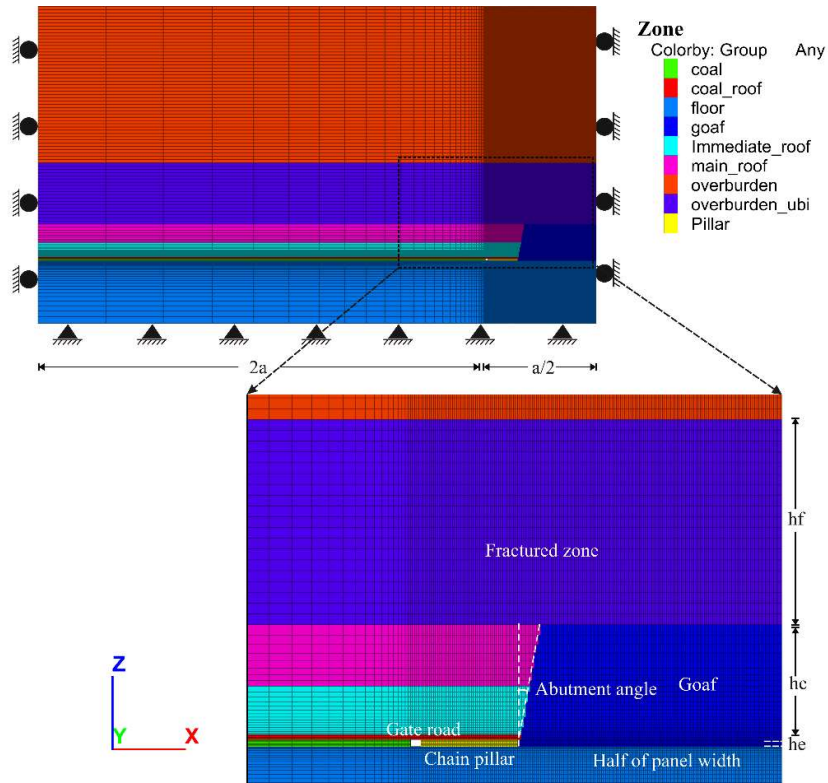 Zone
Colorby: Group Any
coal
coal_roof
floor
goaf
Immediate_roof
main_roof
overburden
overburden_ubi
Pillar
2a
a/2
hf
Fractured zone
Abutment angle
Goaf
hc
Gate road
he
Chain pillar
Half of panel width
Z
Y
X